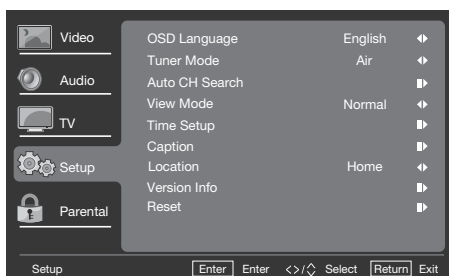 Video
Audio
TV
Setup
Parental
OSD Language English
Tuner Mode Air
Auto CH Search
View Mode Normal
Time Setup
Caption
Location Home
Version Info
Reset
Setup Enter Enter <>/ Select Return Exit